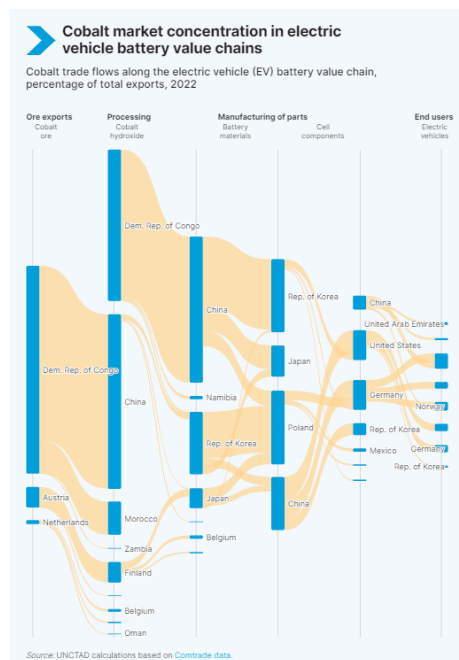 Cobalt market concentration in electric
vehicle battery value chains
Cobalt trade flows along the electric vehicle (EV) battery value chain,
percentage of total exports, 2022
Ore exports
Processing
Manufacturing of parts
End users
Cobalt
ore
Cobalt
hydroxide
Battery
materials
Cell
components
Electric
vehicles
Dem. Rep. of Congo
Austria
Netherlands
Dem. Rep. of Congo
China
Morocco
Zambia
Finland
Belgium
Oman
China
Namibia
Rep. of Korea
Japan
Belgium
Rep. of Korea
Japan
Poland
China
China
United States
Germany
Rep. of Korea
Mexico
United Arab Emirates
Norway
Germany
Rep. of Korea
Source: UNCTAD calculations based on Comtrade data.